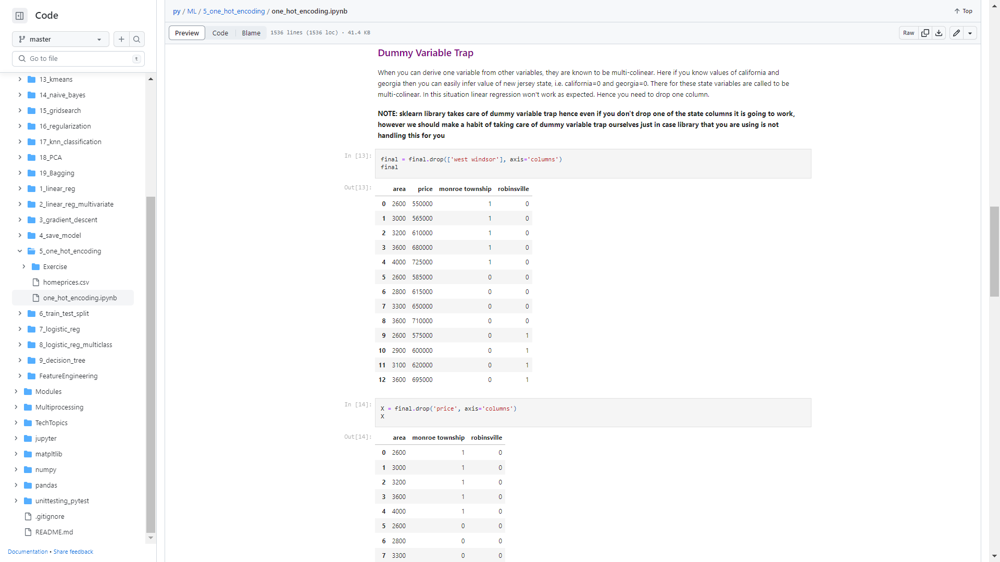 Code
master
Go to file
t
13_kmeans
14_naive_bayes
15_gridsearch
16_regularization
17_knn_classification
18_PCA
19_Bagging
1_linear_reg
2_linear_reg_multivariate
3_gradient_descent
4_save_model
5_one_hot_encoding
Exercise
homeprices.csv
one_hot_encoding.ipynb
6_train_test_split
7_logistic_reg
8_logistic_reg_multiclass
9_decision_tree
FeatureEngineering
Modules
Multiprocessing
TechTopics
jupyter
matpltlib
numpy
pandas
unittesting_pytest
.gitignore
README.md
Documentation • Share feedback
py / ML / 5_one_hot_encoding / one_hot_encoding.ipynb
Top
Preview Code Blame 1536 lines (1536 loc) · 41.4 KB
Raw
Dummy Variable Trap
When you can derive one variable from other variables, they are known to be multi-colinear. Here if you know values of california and
georgia then you can easily infer value of new jersey state, i.e. california=0 and georgia=0. There for these state variables are called to be
multi-colinear. In this situation linear regression won't work as expected. Hence you need to drop one column.
NOTE: sklearn library takes care of dummy variable trap hence even if you don't drop one of the state columns it is going to work,
however we should make a habit of taking care of dummy variable trap ourselves just in case library that you are using is not
handling this for you
In [13]:
final = final.drop(['west windsor'], axis='columns')
final
Out[13]:
area price monroe township robinsville
0 2600 550000 1 0
1 3000 565000 1 0
2 3200 610000 1 0
3 3600 680000 1 0
4 4000 725000 1 0
5 2600 585000 0 0
6 2800 615000 0 0
7 3300 650000 0 0
8 3600 710000 0 0
9 2600 575000 0 1
10 2900 600000 0 1
11 3100 620000 0 1
12 3600 695000 0 1
In [14]:
X = final.drop('price', axis='columns')
X
Out[14]:
area monroe township robinsville
0 2600 1 0
1 3000 1 0
2 3200 1 0
3 3600 1 0
4 4000 1 0
5 2600 0 0
6 2800 0 0
7 3300 0 0